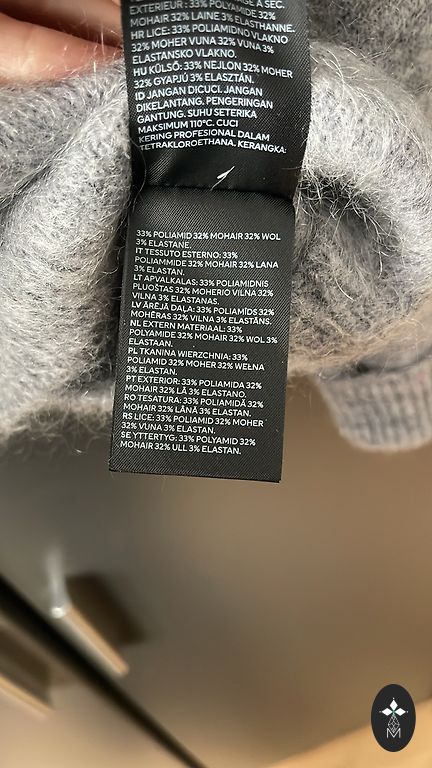 EXTERIEUR: 33% POLYAMIDE 32%
MOHAIR 32% LAINE 3% ELASTHANNE.
HR LICE: 33% POLIAMIDNO VLAKNO
32% MOHER VUNA 32% VUNA 3%
ELASTANSKO VLAKNO.
HU KÜLSŐ: 33% NEJLON 32% MOHER
32% GYAPJÚ 3% ELASZTÁN.
ID JANGAN DICUCI. JANGAN
DIKELANTANG. PENGERINGAN
GANTUNG. SUHU SETERIKA
MAKSIMUM 110°C. CUCI
KERING PROFESIONAL DALAM
TETRAKLOROETHANA. KERANGKA:
33% POLIAMID 32% MOHAIR 32% WOL
3% ELASTANE.
IT TESSUTO ESTERNO: 33%
POLIAMMIDE 32% MOHAIR 32% LANA
3% ELASTAN.
LT APVALKALAS: 33% POLIAMIDNIS
PLUOŠTAS 32% MOHERIO VILNA 32%
VILNA 3% ELASTANAS.
LV ĀRĒJĀ DAĻA: 33% POLIAMĪDS 32%
MOHĒRAS 32% VILNA 3% ELASTĀNS.
NL EXTERN MATERIAAL: 33%
POLYAMIDE 32% MOHAIR 32% WOL 3%
ELASTAAN.
PL TKANINA WIERZCHNIA: 33%
POLIAMID 32% MOHER 32% WEŁNA
3% ELASTAN.
PT EXTERIOR: 33% POLIAMIDA 32%
MOHAIR 32% LÃ 3% ELASTANO.
RO TESATURA: 33% POLIAMIDĂ 32%
MOHAIR 32% LÂNĂ 3% ELASTAN.
RS LICE: 33% POLIAMID 32% MOHER
32% VUNA 3% ELASTAN.
SE YTTERTYG: 33% POLYAMID 32%
MOHAIR 32% ULL 3% ELASTAN.
M